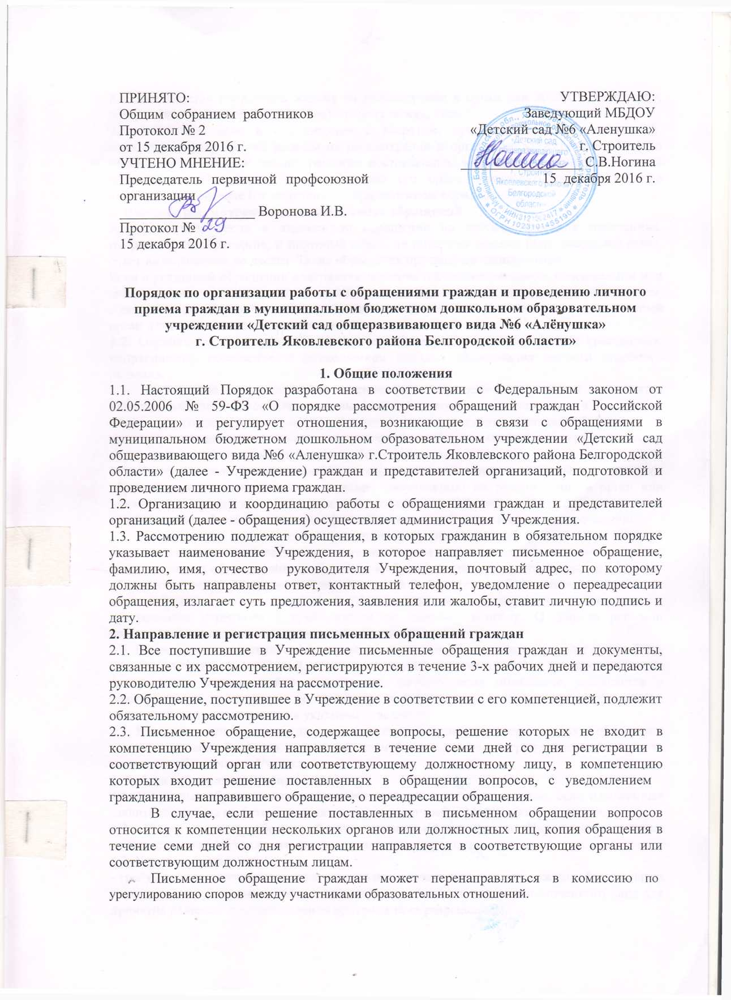 ПРИНЯТО:
Общим собранием работников
Протокол № 2
от 15 декабря 2016 г.
УЧТЕНО МНЕНИЕ:
Председатель первичной профсоюзной
организации
_________________ Воронова И.В.
Протокол № 29
15 декабря 2016 г.
УТВЕРЖДАЮ:
Заведующий МБДОУ
«Детский сад №6 «Аленушка»
г. Строитель
_________________ С.В.Ногина
15 декабря 2016 г.
«Детский сад
общеразвивающего
г. Строитель
Яковлевского района
Белгородской
области»
ОГРН 1023101455190
Порядок по организации работы с обращениями граждан и проведению личного
приема граждан в муниципальном бюджетном дошкольном образовательном
учреждении «Детский сад общеразвивающего вида №6 «Алёнушка»
г. Строитель Яковлевского района Белгородской области»
1. Общие положения
1.1. Настоящий Порядок разработана в соответствии с Федеральным законом от
02.05.2006 № 59-ФЗ «О порядке рассмотрения обращений граждан Российской
Федерации» и регулирует отношения, возникающие в связи с обращениями в
муниципальном бюджетном дошкольном образовательном учреждении «Детский сад
общеразвивающего вида №6 «Аленушка» г.Строитель Яковлевского района Белгородской
области» (далее - Учреждение) граждан и представителей организаций, подготовкой и
проведением личного приема граждан.
1.2. Организацию и координацию работы с обращениями граждан и представителей
организаций (далее - обращения) осуществляет администрация Учреждения.
1.3. Рассмотрению подлежат обращения, в которых гражданин в обязательном порядке
указывает наименование Учреждения, в которое направляет письменное обращение,
фамилию, имя, отчество руководителя Учреждения, почтовый адрес, по которому
должны быть направлены ответ, контактный телефон, уведомление о переадресации
обращения, излагает суть предложения, заявления или жалобы, ставит личную подпись и
дату.
2. Направление и регистрация письменных обращений граждан
2.1. Все поступившие в Учреждение письменные обращения граждан и документы,
связанные с их рассмотрением, регистрируются в течение 3-х рабочих дней и передаются
руководителю Учреждения на рассмотрение.
2.2. Обращение, поступившее в Учреждение в соответствии с его компетенцией, подлежит
обязательному рассмотрению.
2.3. Письменное обращение, содержащее вопросы, решение которых не входит в
компетенцию Учреждения направляется в течение семи дней со дня регистрации в
соответствующий орган или соответствующему должностному лицу, в компетенцию
которых входит решение поставленных в обращении вопросов, с уведомлением
гражданина, направившего обращение, о переадресации обращения.
В случае, если решение поставленных в письменном обращении вопросов
относится к компетенции нескольких органов или должностных лиц, копия обращения в
течение семи дней со дня регистрации направляется в соответствующие органы или
соответствующим должностным лицам.
Письменное обращение граждан может перенаправляться в комиссию по
урегулированию споров между участниками образовательных отношений.